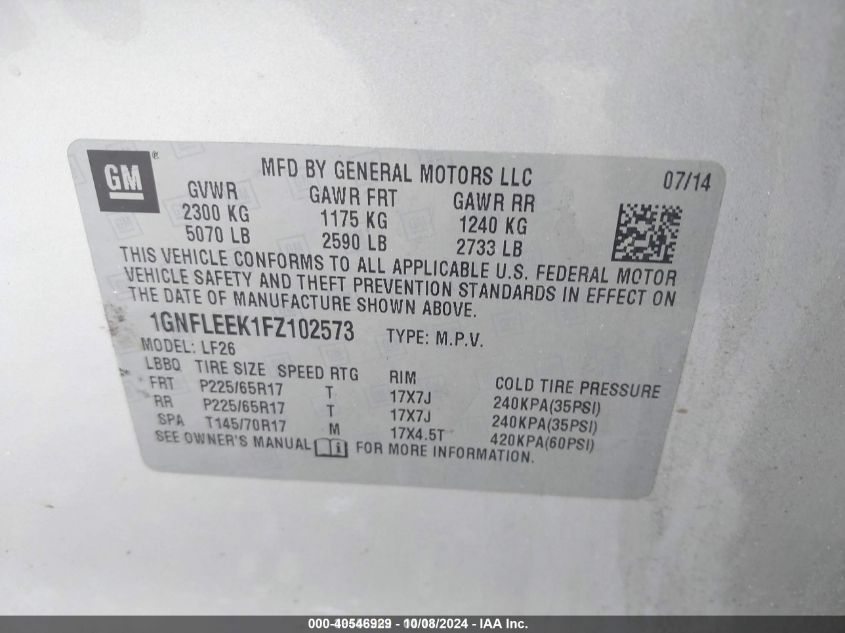 GM ® MFD BY GENERAL MOTORS LLC 07/14
GVWR GAWR FRT GAWR RR
2300 KG 1175 KG 1240 KG
5070 LB 2590 LB 2733 LB
THIS VEHICLE CONFORMS TO ALL APPLICABLE U.S. FEDERAL MOTOR
VEHICLE SAFETY AND THEFT PREVENTION STANDARDS IN EFFECT ON
THE DATE OF MANUFACTURE SHOWN ABOVE.
1GNFLEEK1FZ102573 TYPE: M.P.V.
MODEL: LF26
LBBQ TIRE SIZE SPEED RTG RIM COLD TIRE PRESSURE
FRT P225/65R17 T 17X7J 240KPA(35PSI)
RR P225/65R17 T 17X7J 240KPA(35PSI)
SPA T145/70R17 M 17X4.5T 420KPA(60PSI)
SEE OWNER'S MANUAL i FOR MORE INFORMATION.
000-40546929 - 10/08/2024 - IAA Inc.